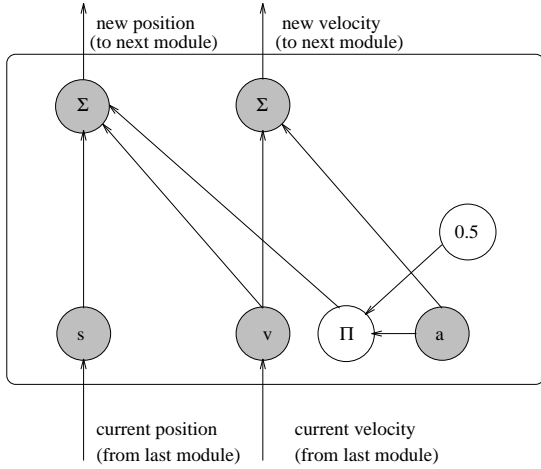 new position
(to next module)
new velocity
(to next module)
Σ
Σ
0.5
s
v
Π
a
current position
(from last module)
current velocity
(from last module)